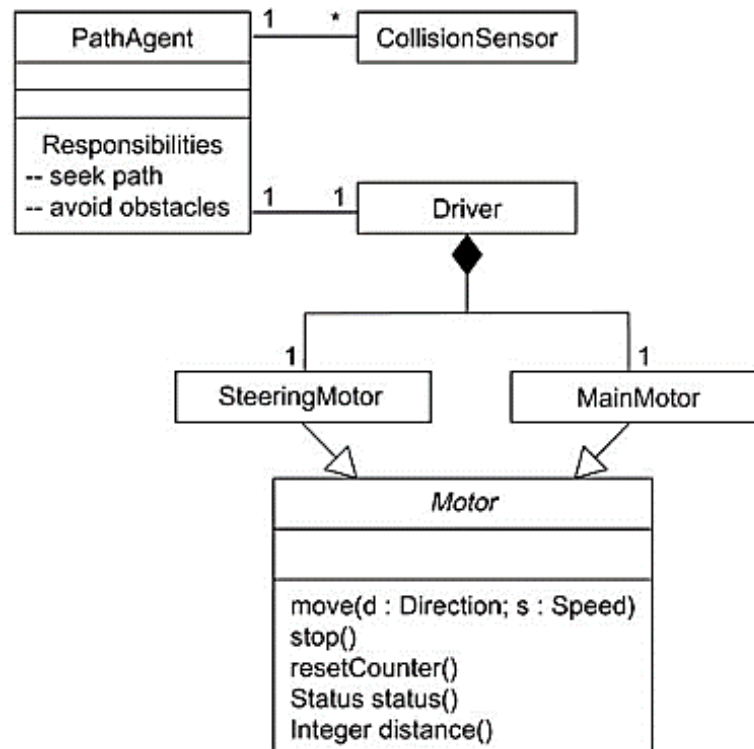 PathAgent
1
*
CollisionSensor
Responsibilities
-- seek path
-- avoid obstacles
1
1
Driver
1
1
SteeringMotor
MainMotor
Motor
move(d : Direction; s : Speed)
stop()
resetCounter()
Status status()
Integer distance()